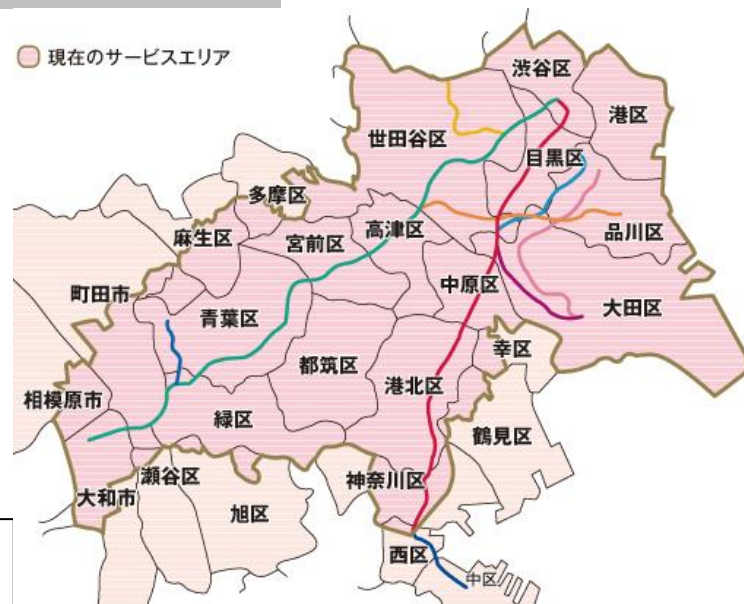 現在のサービスエリア
渋谷区
港区
世田谷区
目黒区
多摩区
高津区
品川区
麻生区
宮前区
中原区
町田市
大田区
青葉区
幸区
都筑区
港北区
相模原市
緑区
鶴見区
瀬谷区
神奈川区
大和市
旭区
西区
中区